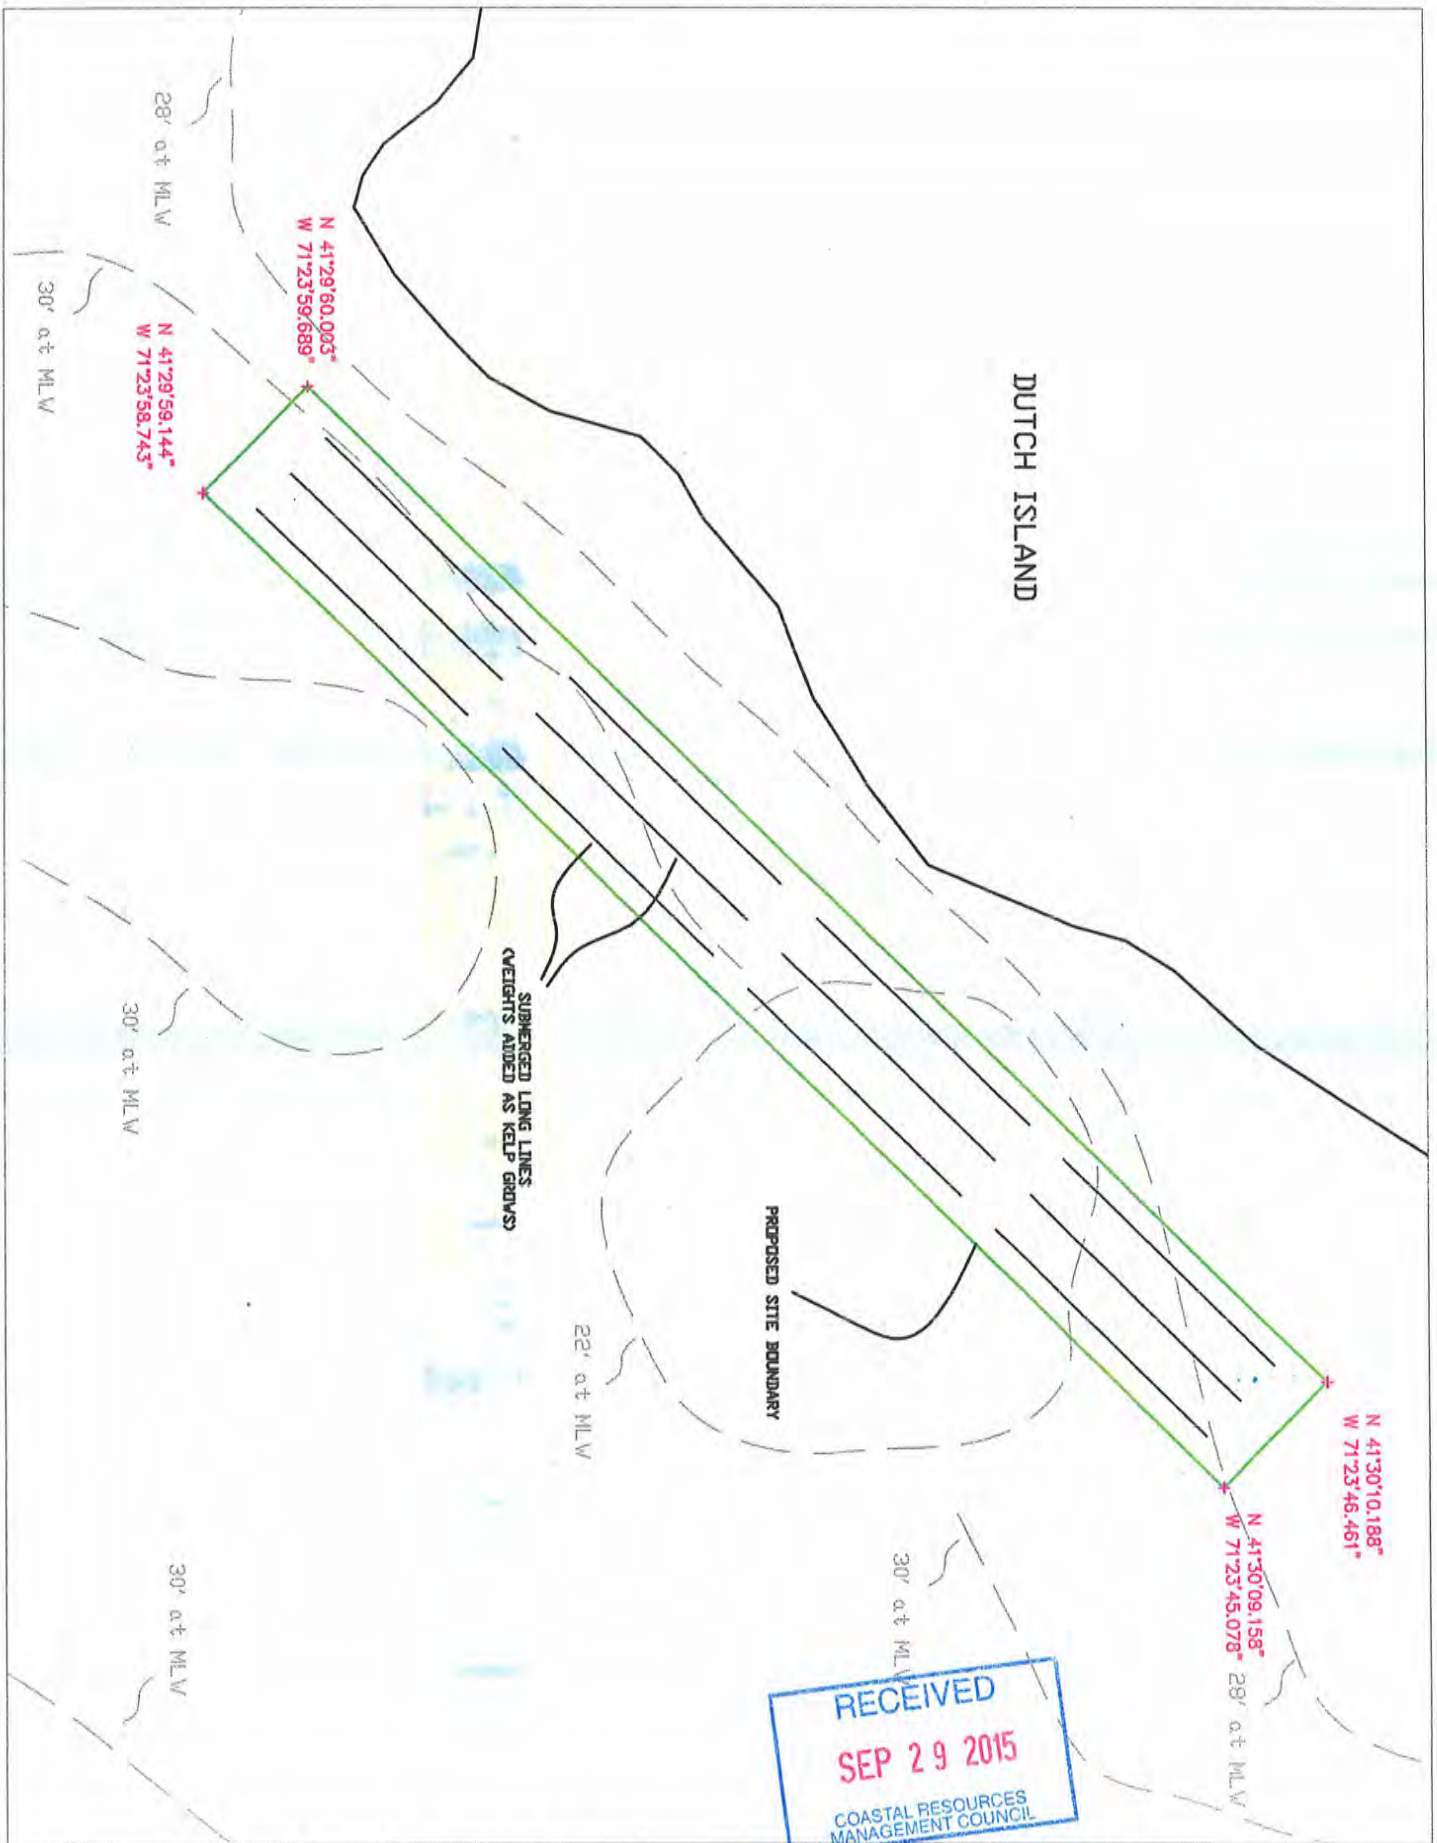 DUTCH ISLAND
28' at MLW
N 41°29'60.003"
W 71°23'59.689"
30' at MLW
N 41°29'59.144"
W 71°23'58.743"
SUBMERGED LONG LINES
(WEIGHTS ADDED AS KELP GROWS)
30' at MLW
PROPOSED SITE BOUNDARY
22' at MLW
N 41°30'10.188"
W 71°23'46.461"
N 41°30'09.158"
W 71°23'45.078"
28' at MLW
30' at MLW
30' at MLW
RECEIVED
SEP 29 2015
COASTAL RESOURCES
MANAGEMENT COUNCIL